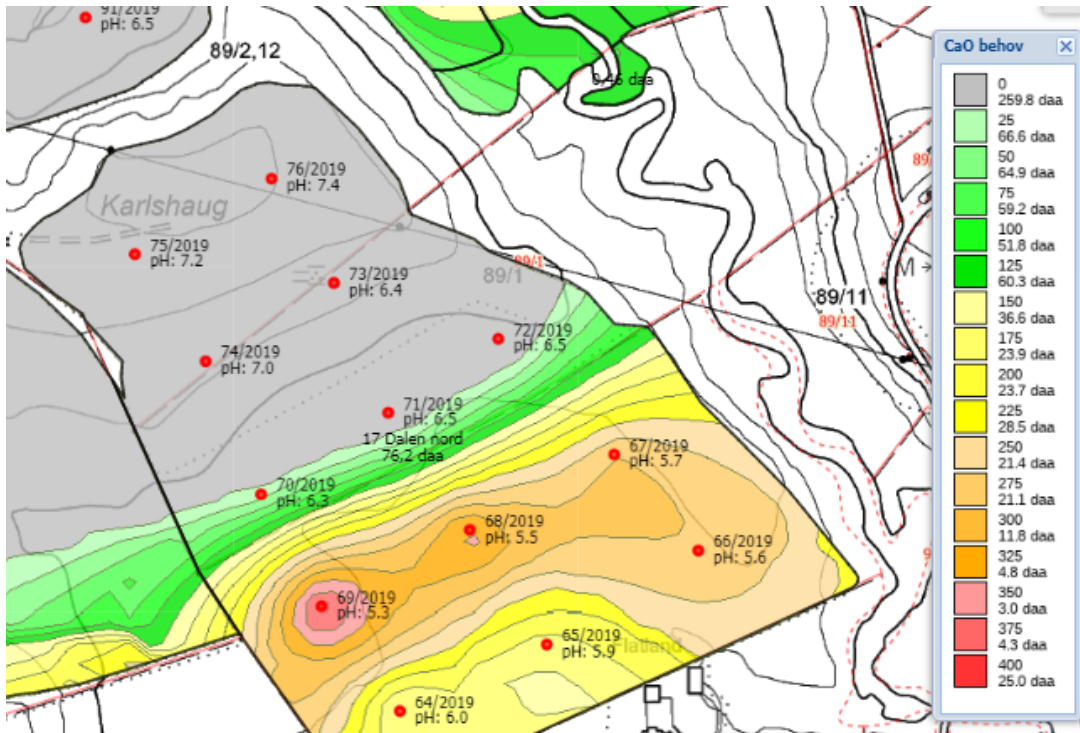 91/2019
pH: 6.5
89/2,12
0,46 daa
76/2019
pH: 7.4
Karlshaug
75/2019
pH: 7.2
73/2019
pH: 6.4
89/1
89/1
74/2019
pH: 7.0
72/2019
pH: 6.5
71/2019
pH: 6.5
17 Dalen nord
76,2 daa
70/2019
pH: 6.3
67/2019
pH: 5.7
68/2019
pH: 5.5
66/2019
pH: 5.6
69/2019
pH: 5.3
65/2019
pH: 5.9
Flatland
64/2019
pH: 6.0
89/11
89/11
M
CaO behov
0
259.8 daa
25
66.6 daa
50
64.9 daa
75
59.2 daa
100
51.8 daa
125
60.3 daa
150
36.6 daa
175
23.9 daa
200
23.7 daa
225
28.5 daa
250
21.4 daa
275
21.1 daa
300
11.8 daa
325
4.8 daa
350
3.0 daa
375
4.3 daa
400
25.0 daa